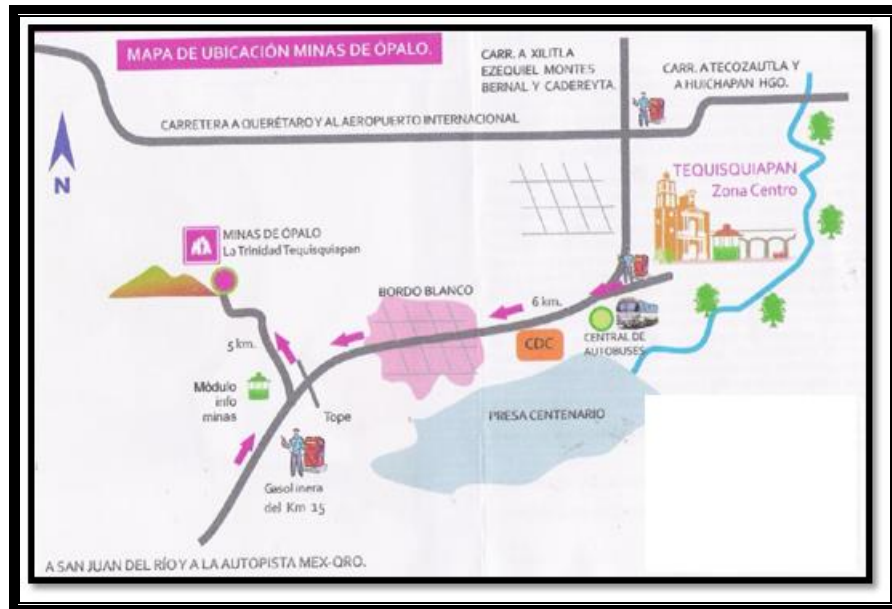 MAPA DE UBICACIÓN MINAS DE ÓPALO.
CARR. A XILITLA
EZEQUIEL MONTES
BERNAL Y CADEREYTA.
CARR. A TECOZAUTLA Y
A HUICHAPAN HGO.
CARRETERA A QUERÉTARO Y AL AEROPUERTO INTERNACIONAL
N
TEQUISQUIAPAN
Zona Centro
MINAS DE ÓPALO
La Trinidad Tequisquiapan
BORDO BLANCO
6 km.
CDC
CENTRAL DE
AUTOBUSES
5 km.
Módulo
info
minas
Tope
PRESA CENTENARIO
Gasolinera
del Km 15
A SAN JUAN DEL RÍO Y A LA AUTOPISTA MEX-QRO.